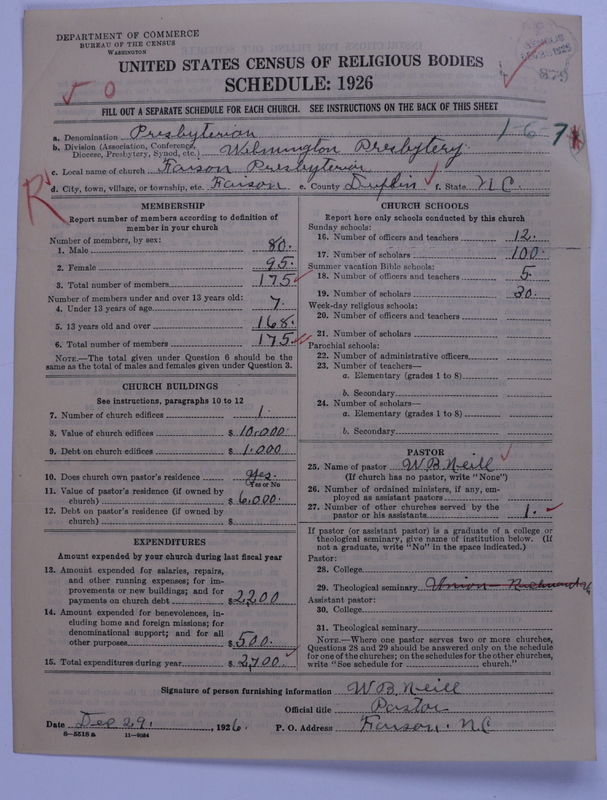 DEPARTMENT OF COMMERCE
BUREAU OF THE CENSUS
WASHINGTON
UNITED STATES CENSUS OF RELIGIOUS BODIES
SCHEDULE: 1926
FILL OUT A SEPARATE SCHEDULE FOR EACH CHURCH. SEE INSTRUCTIONS ON THE BACK OF THIS SHEET
a. Denomination Presbyterian 1-67
b. Division (Association, Conference, Diocese, Presbytery, Synod, etc.) Wilmington Presbytery
c. Local name of church Faison Presbyterian
d. City, town, village, or township, etc. Faison e. County Duplin f. State N.C.
MEMBERSHIP
Report number of members according to definition of
member in your church
Number of members, by sex:
1. Male 80.
2. Female 95.
3. Total number of members 175
Number of members under and over 13 years old:
4. Under 13 years of age 7.
5. 13 years old and over 168.
6. Total number of members 175
NOTE.—The total given under Question 6 should be
same as the total of males and females given under Question 3.
CHURCH BUILDINGS
See instructions, paragraphs 10 to 12
7. Number of church edifices 1.
8. Value of church edifices $ 10,000.
9. Debt on church edifices $ 1.000
10. Does church own pastor's residence Yes.
Yes or No
11. Value of pastor's residence (if owned by
church) $ 6,000.
12. Debt on pastor's residence (if owned by
church) $
EXPENDITURES
Amount expended by your church during last fiscal year
13. Amount expended for salaries, repairs,
and other running expenses; for im-
provements or new buildings; and for
payments on church debt $ 2200
14. Amount expended for benevolences, in-
cluding home and foreign missions; for
denominational support; and for all
other purposes $ 500.
15. Total expenditures during year $ 2,700
CHURCH SCHOOLS
Report here only schools conducted by this church
Sunday schools:
16. Number of officers and teachers 12.
17. Number of scholars 100.
Summer vacation Bible schools:
18. Number of officers and teachers 5.
19. Number of scholars 30.
Week-day religious schools:
20. Number of officers and teachers
21. Number of scholars
Parochial schools:
22. Number of administrative officers
23. Number of teachers—
a. Elementary (grades 1 to 8)
b. Secondary
24. Number of scholars—
a. Elementary (grades 1 to 8)
b. Secondary
PASTOR
25. Name of pastor W B Neill
(If church has no pastor, write "None")
26. Number of ordained ministers, if any, em-
ployed as assistant pastors
27. Number of other churches served by the
pastor or his assistants 1.
If pastor (or assistant pastor) is a graduate of a college or
theological seminary, give name of institution below. (If
not a graduate, write "No" in the space indicated.)
Pastor:
28. College
29. Theological seminary Union - Richmond Va
Assistant pastor:
30. College
31. Theological seminary
NOTE.—Where one pastor serves two or more churches,
Questions 28 and 29 should be answered only on the schedule
for one of the churches; on the schedules for the other churches,
write "See schedule for church."
Signature of person furnishing information W B Neill
Official title Pastor
Date Dec 29. , 1926. P. O. Address Faison. N.C
8-5518a 11-9924